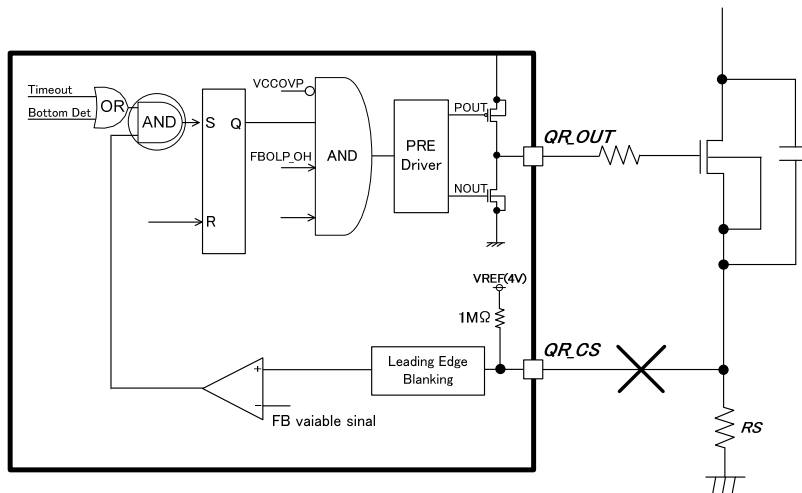 Timeout
Bottom Det
OR
AND
S
Q
R
VCCOVP
FBOLP_OH
AND
PRE
Driver
POUT
NOUT
QR_OUT
VREF(4V)
1MΩ
QR_CS
Leading Edge
Blanking
+
-
FB vaiable sinal
RS